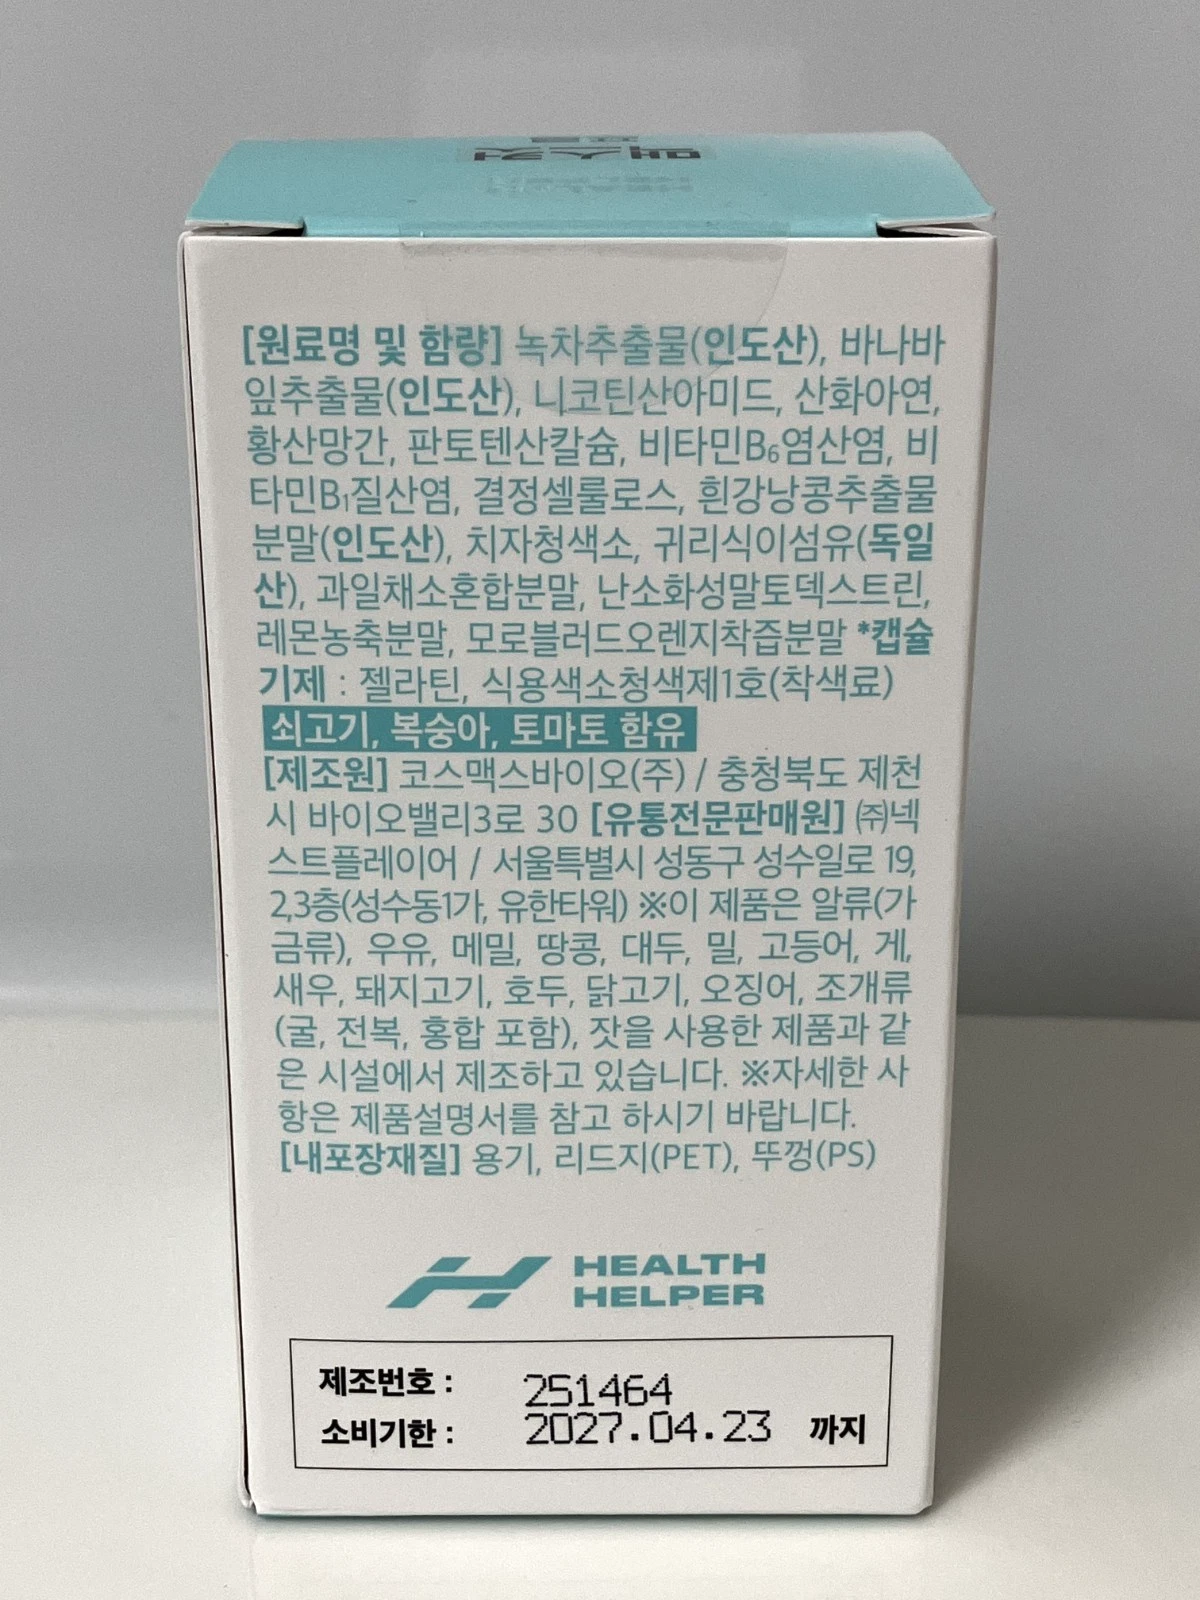 맥스컷
[원료명 및 함량] 녹차추출물(인도산), 바나바
잎추출물(인도산), 니코틴산아미드, 산화아연,
황산망간, 판토텐산칼슘, 비타민B₆염산염, 비
타민B₁질산염, 결정셀룰로스, 흰강낭콩추출물
분말(인도산), 치자청색소, 귀리식이섬유(독일
산), 과일채소혼합분말, 난소화성말토덱스트린,
레몬농축분말, 모로블러드오렌지착즙분말 *캡슐
기제 : 젤라틴, 식용색소청색제1호(착색료)
쇠고기, 복숭아, 토마토 함유
[제조원] 코스맥스바이오(주) / 충청북도 제천
시 바이오밸리3로 30 [유통전문판매원] ㈜넥
스트플레이어 / 서울특별시 성동구 성수일로 19,
2,3층(성수동1가, 유한타워) ※이 제품은 알류(가
금류), 우유, 메밀, 땅콩, 대두, 밀, 고등어, 게,
새우, 돼지고기, 호두, 닭고기, 오징어, 조개류
(굴, 전복, 홍합 포함), 잣을 사용한 제품과 같
은 시설에서 제조하고 있습니다. ※자세한 사
항은 제품설명서를 참고 하시기 바랍니다.
[내포장재질] 용기, 리드지(PET), 뚜껑(PS)
HEALTH
HELPER
제조번호 : 251464
소비기한 : 2027.04.23 까지